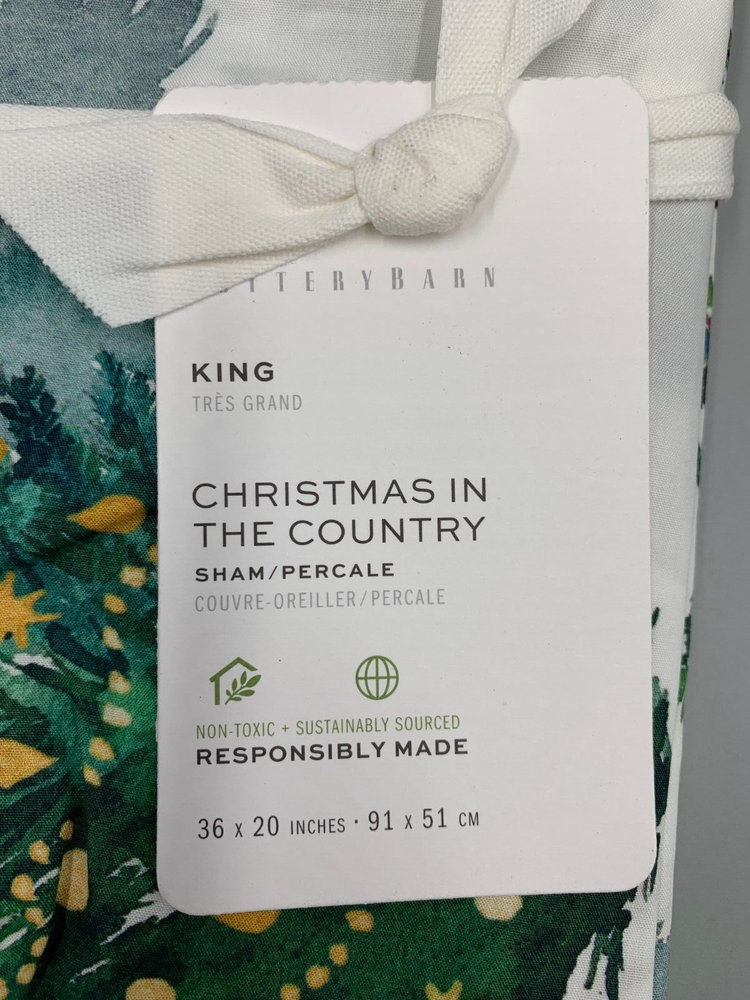 TTERYBARN
KING
TRÈS GRAND
CHRISTMAS IN
THE COUNTRY
SHAM/PERCALE
COUVRE-OREILLER/PERCALE
NON-TOXIC + SUSTAINABLY SOURCED
RESPONSIBLY MADE
36 x 20 INCHES · 91 x 51 CM